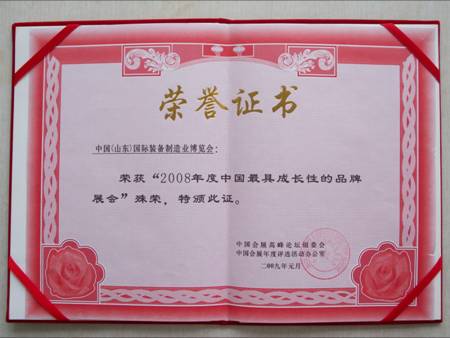 荣誉证书
中国(山东)国际装备制造业博览会:
荣获“2008年度中国最具成长性的品牌
展会”殊荣,特颁此证。
中国会展高峰论坛组委会
中国会展年度评选活动办公室
二00九年元月